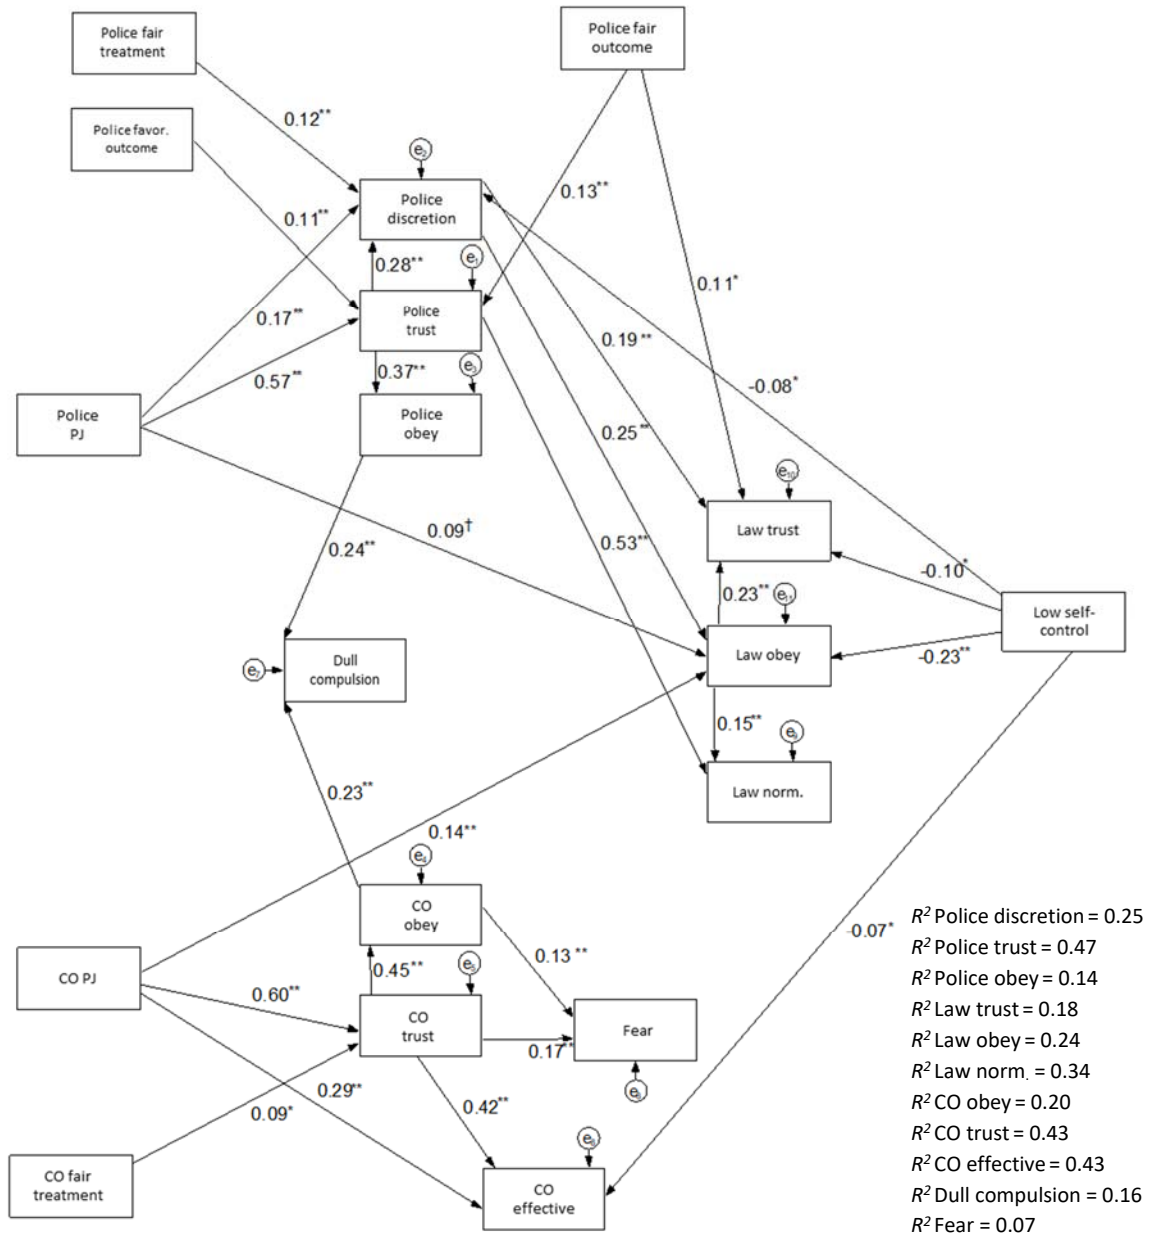 Police fair
treatment
Police fair
outcome
Police favor.
outcome
0.12**
e2
Police
discretion
0.13**
0.11**
0.28**
e1
0.11*
Police
trust
0.17**
0.19**
-0.08*
0.57**
0.37**
e3
Police
PJ
Police
obey
0.25**
e10
Law trust
0.09†
0.53**
0.24**
-0.10*
0.23**
e11
Low self-
control
Law obey
-0.23**
e7
Dull
compulsion
0.15**
Law norm.
0.23**
0.14**
e4
CO
obey
-0.07*
0.13 **
CO PJ
0.45**
0.60**
CO
trust
Fear
0.17**
0.29**
0.09*
0.42**
CO fair
treatment
CO
effective
R² Police discretion = 0.25
R² Police trust = 0.47
R² Police obey = 0.14
R² Law trust = 0.18
R² Law obey = 0.24
R² Law norm. = 0.34
R² CO obey = 0.20
R² CO trust = 0.43
R² CO effective = 0.43
R² Dull compulsion = 0.16
R² Fear = 0.07